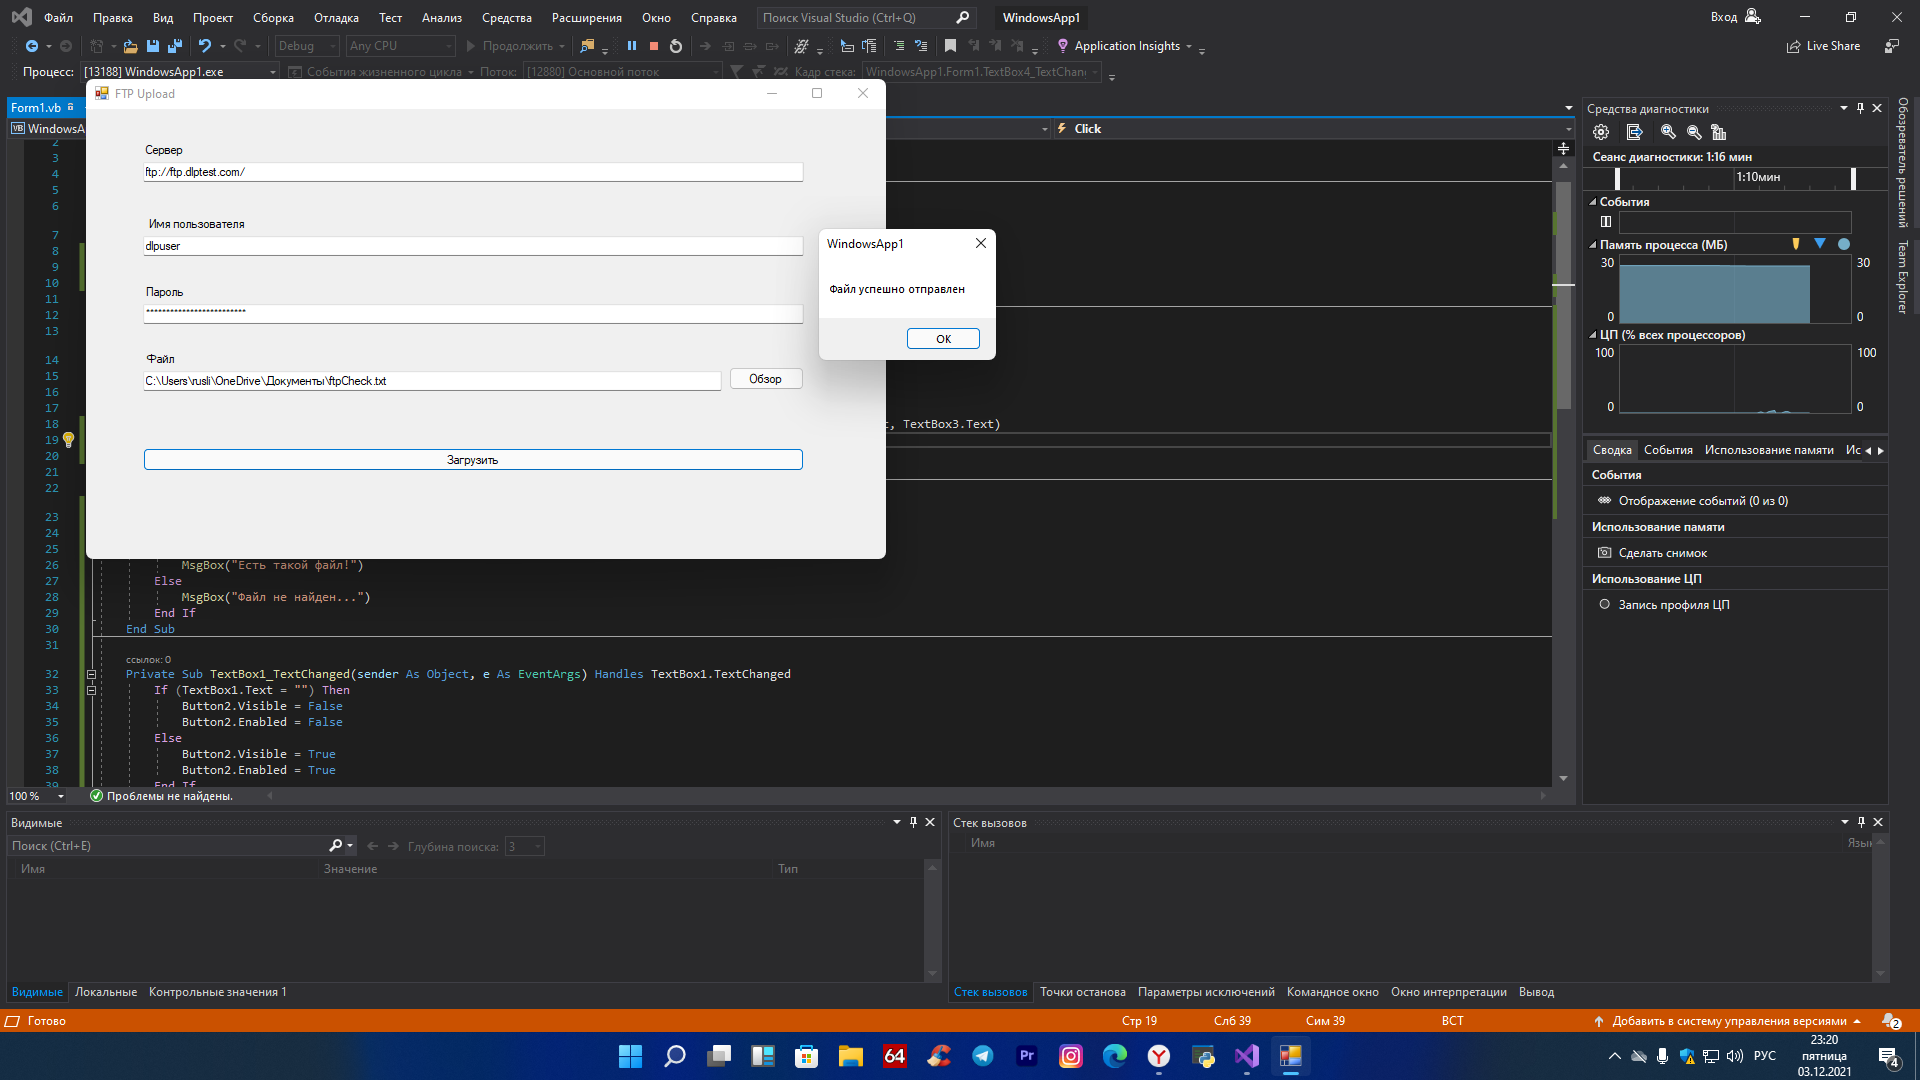 Файл Правка Вид Проект Сборка Отладка Тест Анализ Средства Расширения Окно Справка Поиск Visual Studio (Ctrl+Q) WindowsApp1 Вход
Debug Any CPU Продолжить Application Insights Live Share
Процесс: [13188] WindowsApp1.exe События жизненного цикла Поток: [12880] Основной поток Кадр стека: WindowsApp1.Form1.TextBox4_TextChan
FTP Upload
Form1.vb
WindowsA
Click
Сервер
ftp://ftp.dlptest.com/
Имя пользователя
dlpuser
Пароль
*************************
Файл
C:\Users\rusli\OneDrive\Документы\ftpCheck.txt
Обзор
Загрузить
WindowsApp1
Файл успешно отправлен
OK
2
3
4
5
6
7
8
9
10
11
12
13
14
15
16
17
18 t, TextBox3.Text)
19
20
21
22
23
24
25
26 MsgBox("Есть такой файл!")
27 Else
28 MsgBox("Файл не найден...")
29 End If
30 End Sub
31
ссылок: 0
32 Private Sub TextBox1_TextChanged(sender As Object, e As EventArgs) Handles TextBox1.TextChanged
33 If (TextBox1.Text = "") Then
34 Button2.Visible = False
35 Button2.Enabled = False
36 Else
37 Button2.Visible = True
38 Button2.Enabled = True
39 End If
100 % Проблемы не найдены.
Средства диагностики
Сеанс диагностики: 1:16 мин
1:10мин
События
Память процесса (МБ)
30 30
0 0
ЦП (% всех процессоров)
100 100
0 0
Сводка События Использование памяти Ис
События
Отображение событий (0 из 0)
Использование памяти
Сделать снимок
Использование ЦП
Запись профиля ЦП
Обозреватель решений
Team Explorer
Видимые
Поиск (Ctrl+E) Глубина поиска: 3
Имя Значение Тип
Видимые Локальные Контрольные значения 1
Стек вызовов
Имя Язык
Стек вызовов Точки останова Параметры исключений Командное окно Окно интерпретации Вывод
Готово Стр 19 Слб 39 Сим 39 ВСТ Добавить в систему управления версиями 2
64 Pr РУС
23:20
пятница
03.12.2021
4